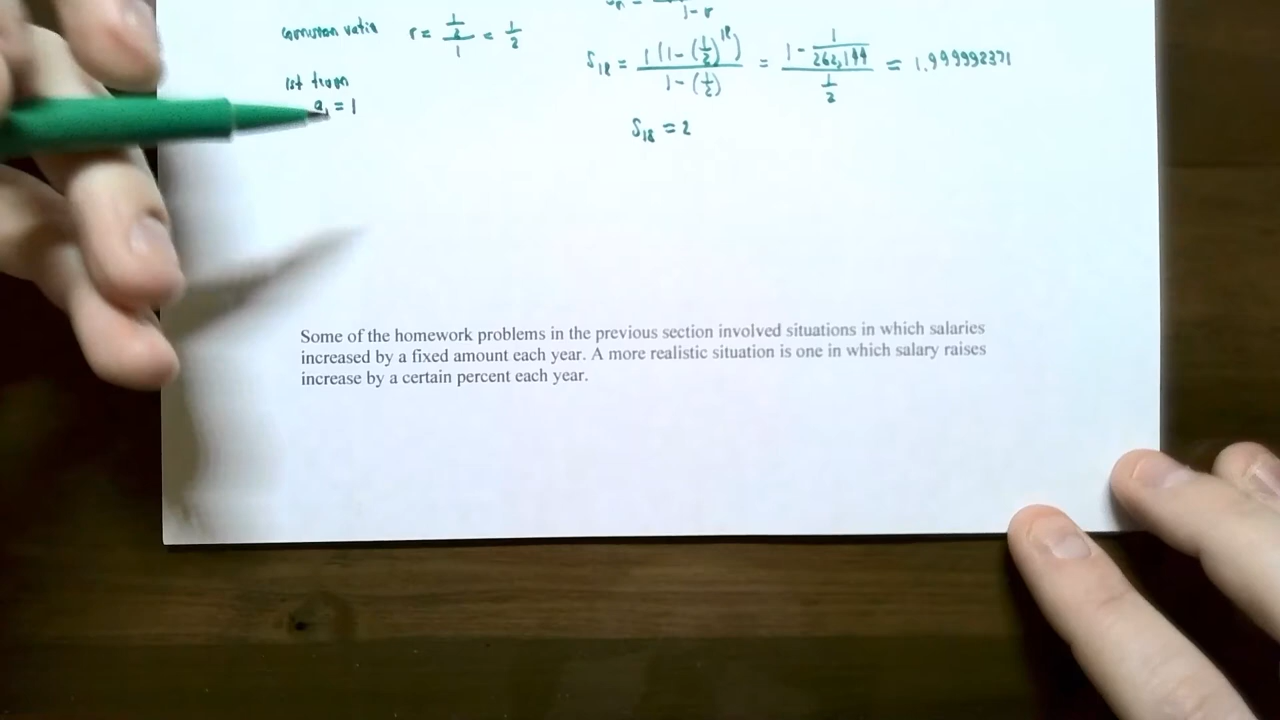 1 - r
common ratio r = 1/2 / 1 = 1/2
S18 = 1(1 - (1/2)^18) / 1 - (1/2) = 1 - 1/262,144 / 1/2 = 1.999992371
1st term
a1 = 1
S18 = 2
Some of the homework problems in the previous section involved situations in which salaries
increased by a fixed amount each year. A more realistic situation is one in which salary raises
increase by a certain percent each year.